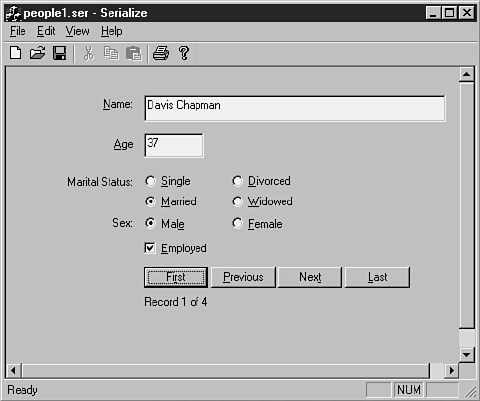 people1.ser - Serialize
File Edit View Help
Name: Davis Chapman
Age 37
Marital Status: Single Divorced
Married Widowed
Sex: Male Female
Employed
First Previous Next Last
Record 1 of 4
Ready NUM